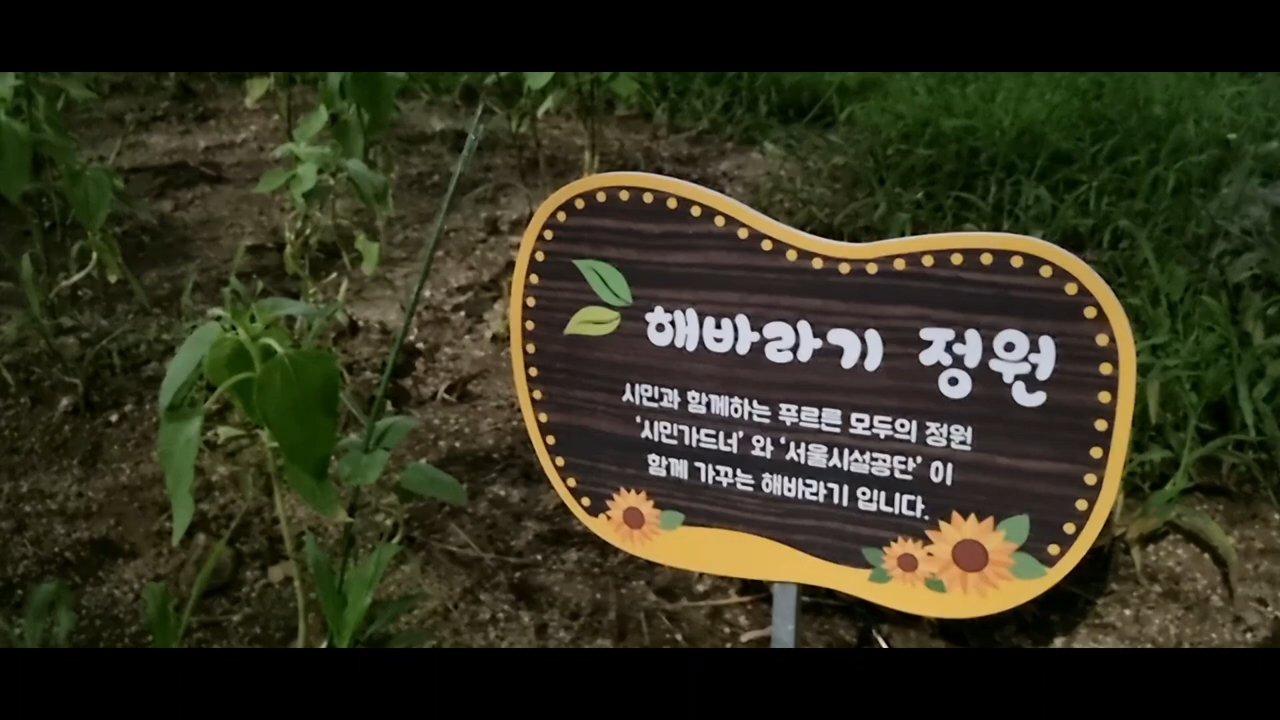 해바라기 정원
시민과 함께하는 푸르른 모두의 정원
'시민가드너' 와 '서울시설공단' 이
함께 가꾸는 해바라기 입니다.